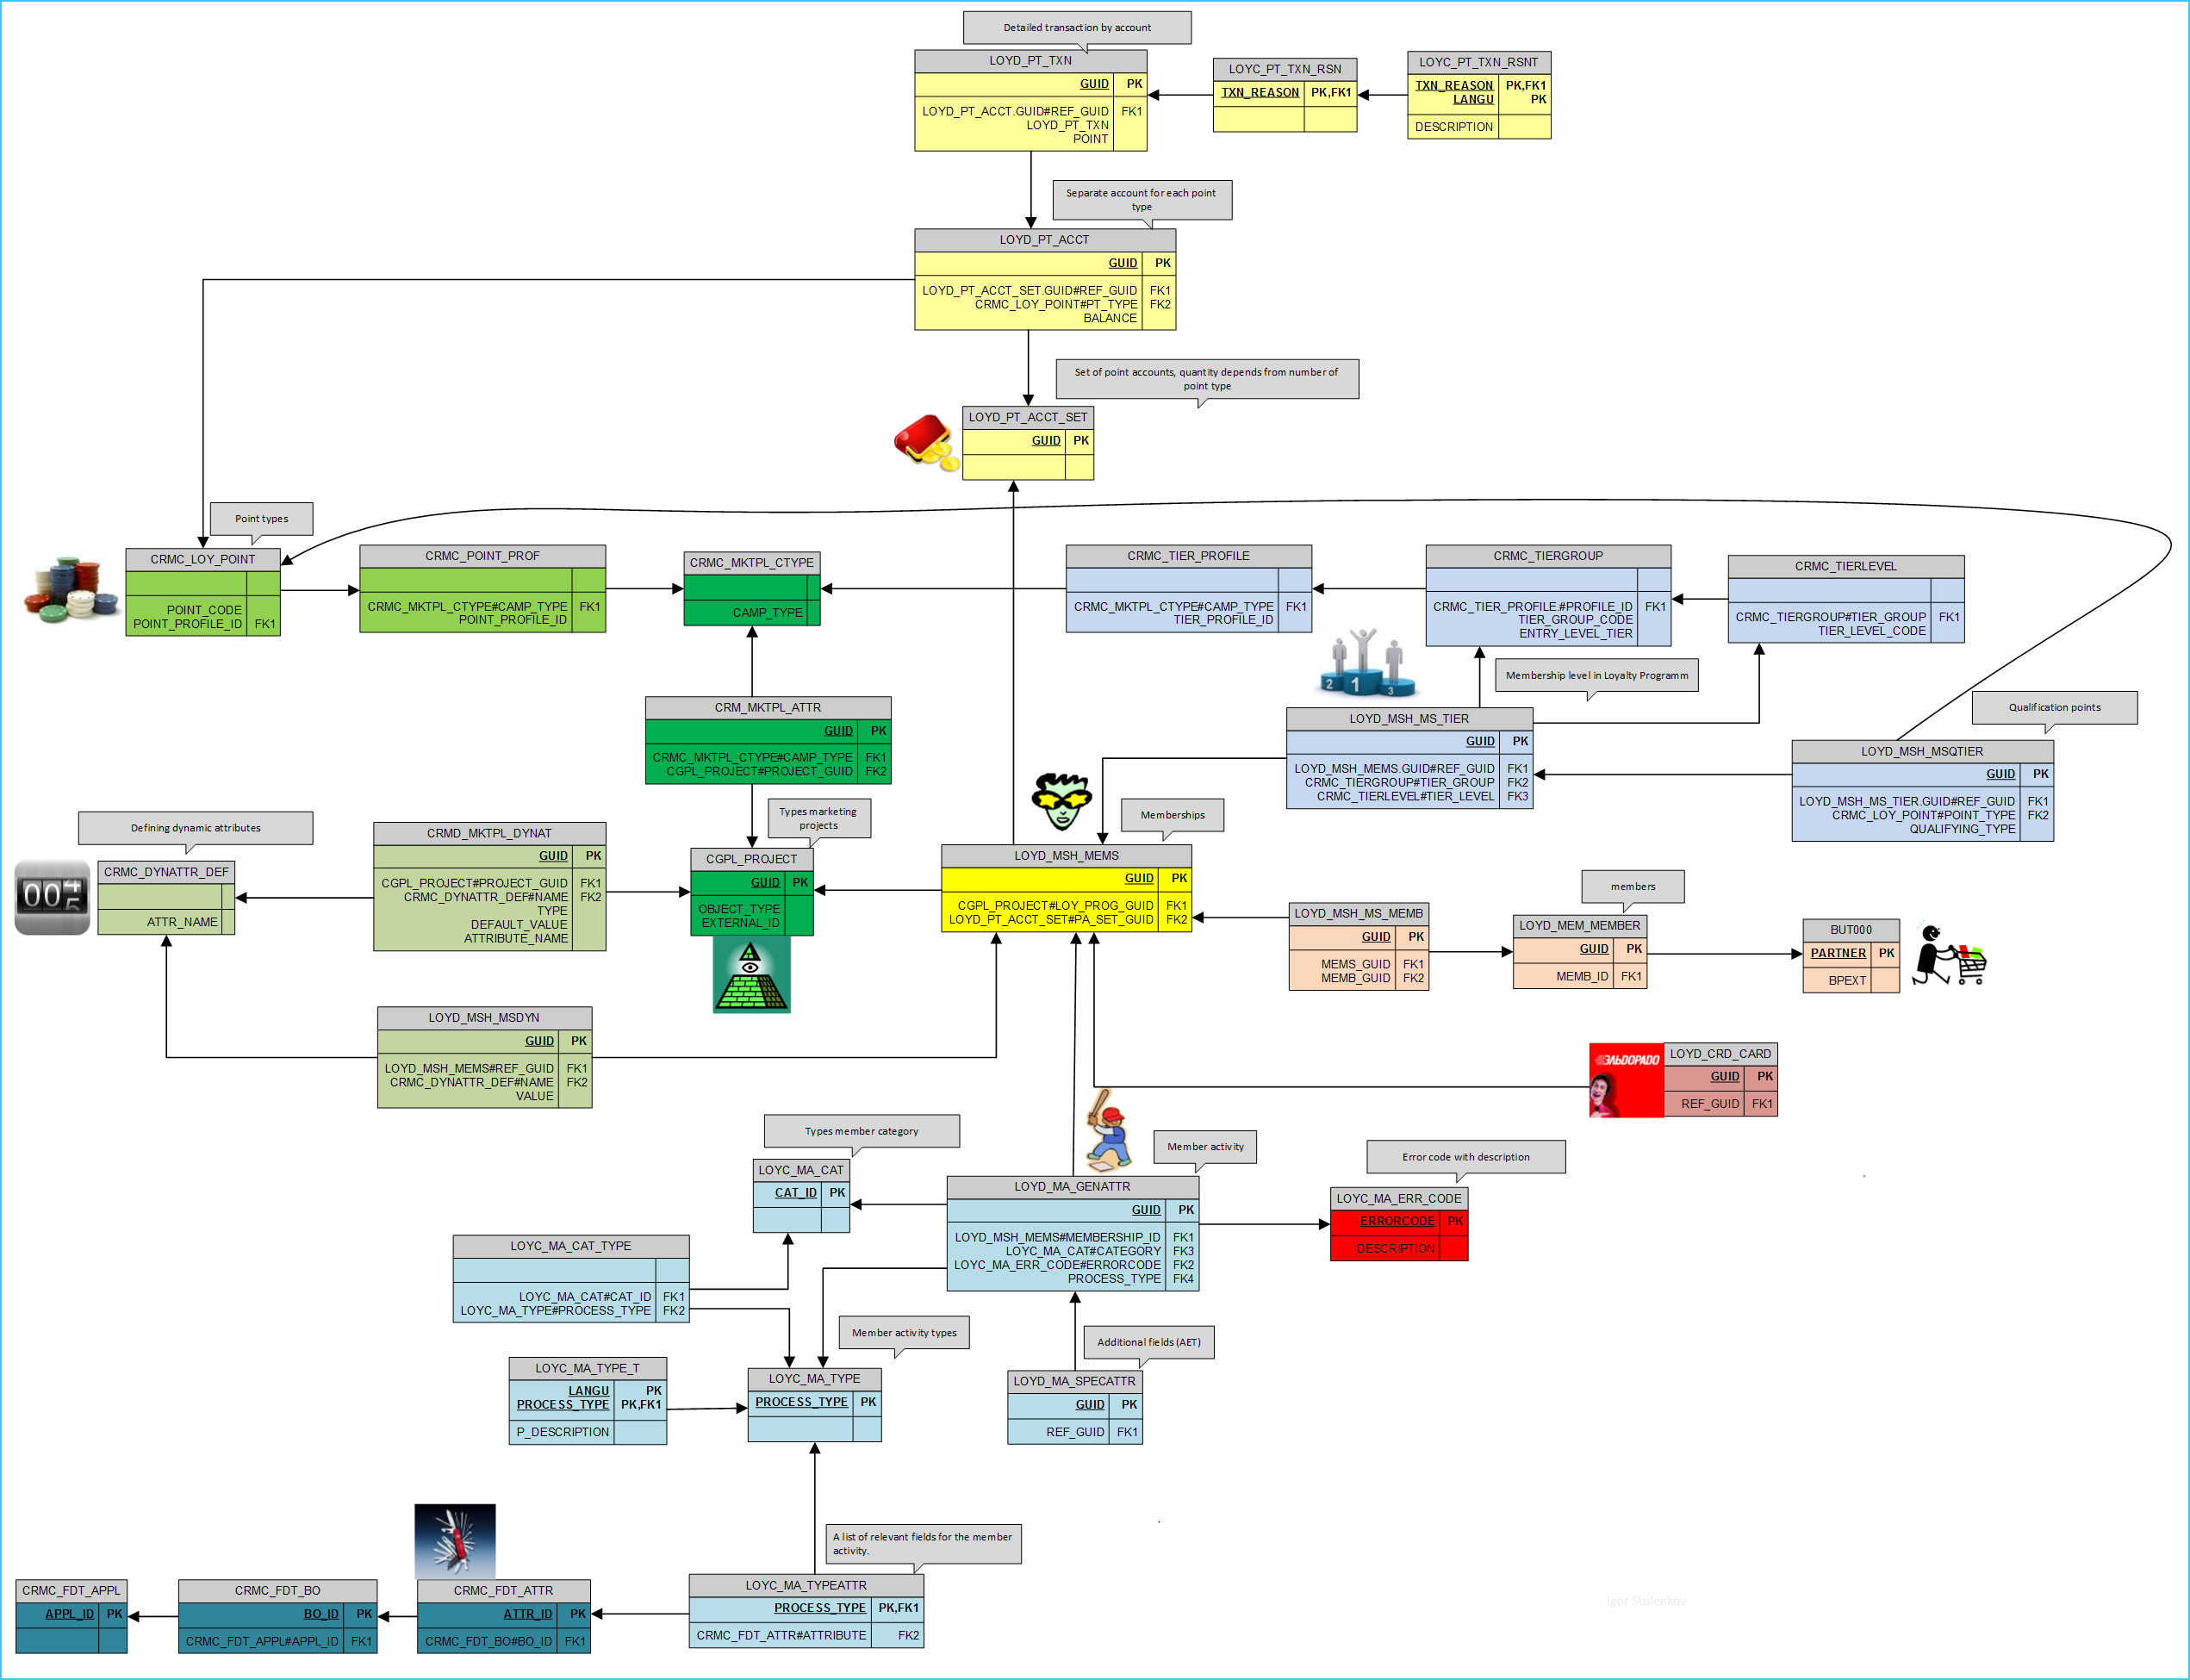 Detailed transaction by account
LOYD_PT_TXN
GUID PK
LOYD_PT_ACCT.GUID#REF_GUID FK1
LOYD_PT_TXN
POINT
LOYC_PT_TXN_RSN
TXN_REASON PK,FK1
LOYC_PT_TXN_RSNT
TXN_REASON PK,FK1
LANGU PK
DESCRIPTION
Separate account for each point
type
LOYD_PT_ACCT
GUID PK
LOYD_PT_ACCT_SET.GUID#REF_GUID FK1
CRMC_LOY_POINT#PT_TYPE FK2
BALANCE
Set of point accounts, quantity depends from number of
point type
LOYD_PT_ACCT_SET
GUID PK
Point types
CRMC_LOY_POINT
POINT_CODE
POINT_PROFILE_ID FK1
CRMC_POINT_PROF
CRMC_MKTPL_CTYPE#CAMP_TYPE FK1
POINT_PROFILE_ID
CRMC_MKTPL_CTYPE
CAMP_TYPE
CRMC_TIER_PROFILE
CRMC_MKTPL_CTYPE#CAMP_TYPE FK1
TIER_PROFILE_ID
CRMC_TIERGROUP
CRMC_TIER_PROFILE.#PROFILE_ID FK1
TIER_GROUP_CODE
ENTRY_LEVEL_TIER
CRMC_TIERLEVEL
CRMC_TIERGROUP#TIER_GROUP FK1
TIER_LEVEL_CODE
2 1 3
Membership level in Loyalty Programm
CRM_MKTPL_ATTR
GUID PK
CRMC_MKTPL_CTYPE#CAMP_TYPE FK1
CGPL_PROJECT#PROJECT_GUID FK2
LOYD_MSH_MS_TIER
GUID PK
LOYD_MSH_MEMS.GUID#REF_GUID FK1
CRMC_TIERGROUP#TIER_GROUP FK2
CRMC_TIERLEVEL#TIER_LEVEL FK3
Qualification points
LOYD_MSH_MSQTIER
GUID PK
LOYD_MSH_MS_TIER.GUID#REF_GUID FK1
CRMC_LOY_POINT#POINT_TYPE FK2
QUALIFYING_TYPE
Defining dynamic attributes
CRMC_DYNATTR_DEF
ATTR_NAME
CRMD_MKTPL_DYNAT
GUID PK
CGPL_PROJECT#PROJECT_GUID FK1
CRMC_DYNATTR_DEF#NAME FK2
TYPE
DEFAULT_VALUE
ATTRIBUTE_NAME
Types marketing
projects
CGPL_PROJECT
GUID PK
OBJECT_TYPE
EXTERNAL_ID
Memberships
LOYD_MSH_MEMS
GUID PK
CGPL_PROJECT#LOY_PROG_GUID FK1
LOYD_PT_ACCT_SET#PA_SET_GUID FK2
LOYD_MSH_MS_MEMB
GUID PK
MEMS_GUID FK1
MEMB_GUID FK2
members
LOYD_MEM_MEMBER
GUID PK
MEMB_ID FK1
BUT000
PARTNER PK
BPEXT
LOYD_MSH_MSDYN
GUID PK
LOYD_MSH_MEMS#REF_GUID FK1
CRMC_DYNATTR_DEF#NAME FK2
VALUE
ЭЛЬДОРАДО
LOYD_CRD_CARD
GUID PK
REF_GUID FK1
Types member category
LOYC_MA_CAT
CAT_ID PK
Member activity
LOYD_MA_GENATTR
GUID PK
LOYD_MSH_MEMS#MEMBERSHIP_ID FK1
LOYC_MA_CAT#CATEGORY FK3
LOYC_MA_ERR_CODE#ERRORCODE FK2
PROCESS_TYPE FK4
Error code with description
LOYC_MA_ERR_CODE
ERRORCODE PK
DESCRIPTION
LOYC_MA_CAT_TYPE
LOYC_MA_CAT#CAT_ID FK1
LOYC_MA_TYPE#PROCESS_TYPE FK2
Member activity types
LOYC_MA_TYPE_T
LANGU PK
PROCESS_TYPE PK,FK1
P_DESCRIPTION
LOYC_MA_TYPE
PROCESS_TYPE PK
Additional fields (AET)
LOYD_MA_SPECATTR
GUID PK
REF_GUID FK1
A list of relevant fields for the member
activity.
CRMC_FDT_APPL
APPL_ID PK
CRMC_FDT_BO
BO_ID PK
CRMC_FDT_APPL#APPL_ID FK1
CRMC_FDT_ATTR
ATTR_ID PK
CRMC_FDT_BO#BO_ID FK1
LOYC_MA_TYPEATTR
PROCESS_TYPE PK,FK1
CRMC_FDT_ATTR#ATTRIBUTE FK2
Igor Stulenkov